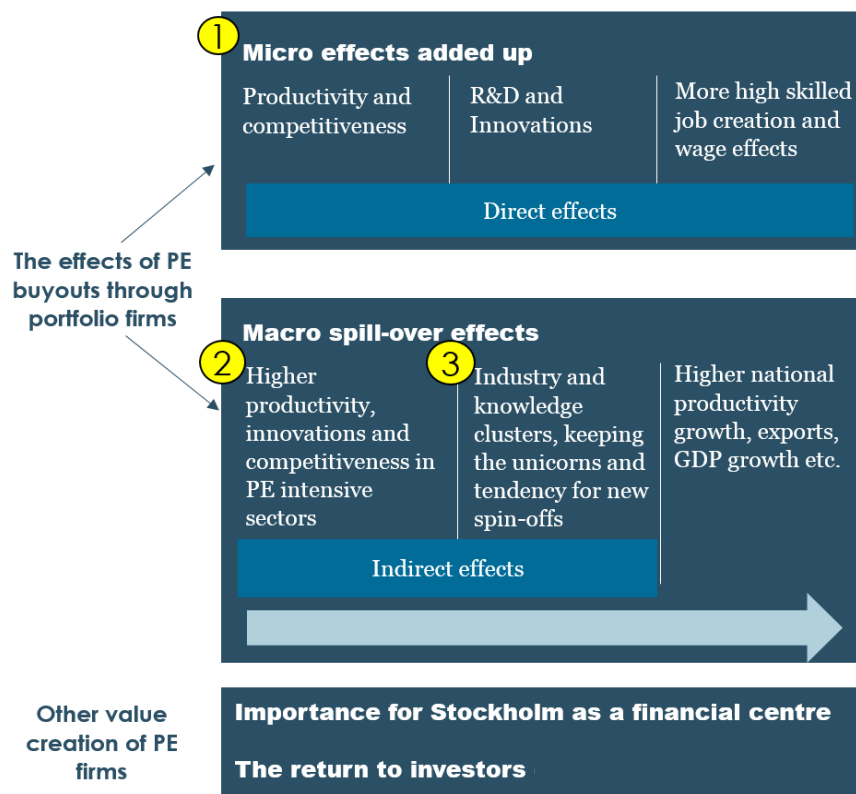 1
Micro effects added up
Productivity and
competitiveness
R&D and
Innovations
More high skilled
job creation and
wage effects
Direct effects
The effects of PE
buyouts through
portfolio firms
Macro spill-over effects
2
Higher
productivity,
innovations and
competitiveness in
PE intensive
sectors
3
Industry and
knowledge
clusters, keeping
the unicorns and
tendency for new
spin-offs
Higher national
productivity
growth, exports,
GDP growth etc.
Indirect effects
Other value
creation of PE
firms
Importance for Stockholm as a financial centre
The return to investors